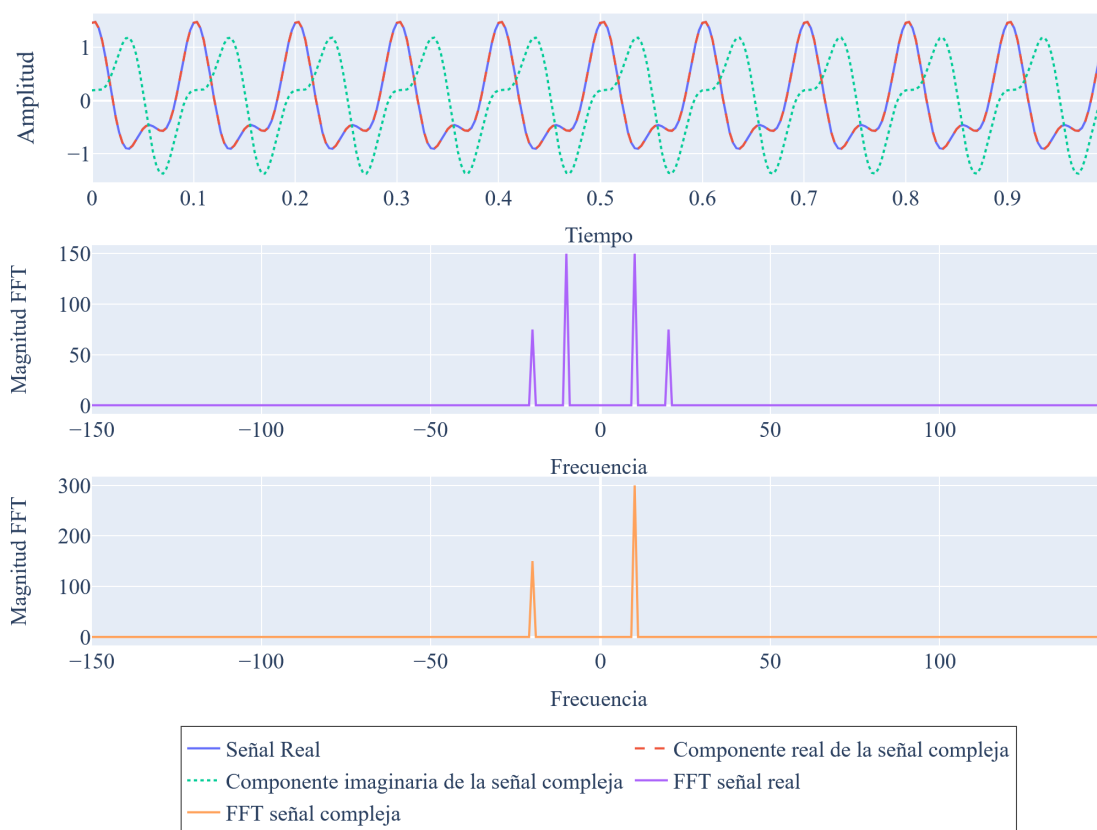 Amplitud
1
0
−1
0 0.1 0.2 0.3 0.4 0.5 0.6 0.7 0.8 0.9
Tiempo
Magnitud FFT
150
100
50
0
−150 −100 −50 0 50 100
Frecuencia
Magnitud FFT
300
200
100
0
−150 −100 −50 0 50 100
Frecuencia
Señal Real
Componente real de la señal compleja
Componente imaginaria de la señal compleja
FFT señal real
FFT señal compleja